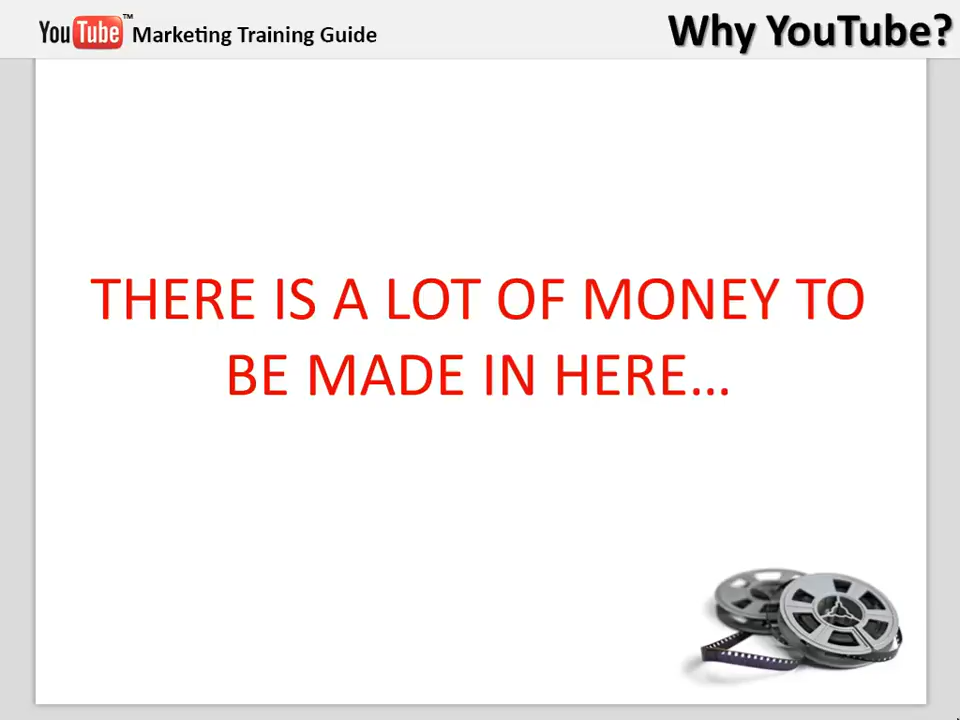 YouTube™ Marketing Training Guide
Why YouTube?
THERE IS A LOT OF MONEY TO
BE MADE IN HERE…